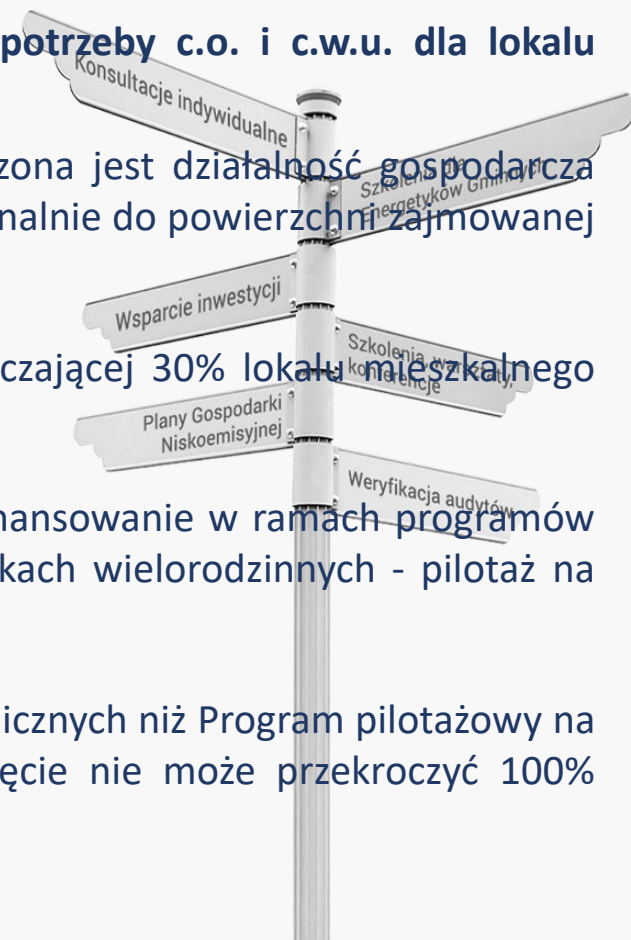 potrzeby c.o. i c.w.u. dla lokalu
Konsultacje indywidualne
zona jest działalność gospodarcza
Szkolenie dla
Energetyków Gminnych
nalnie do powierzchni zajmowanej
Wsparcie inwestycji
Szkolenia, warsztaty,
konferencje
czającej 30% lokalu mieszkalnego
Plany Gospodarki
Niskoemisyjnej
Weryfikacja audytów
nansowanie w ramach programów
kach wielorodzinnych - pilotaż na
icznych niż Program pilotażowy na
ęcie nie może przekroczyć 100%